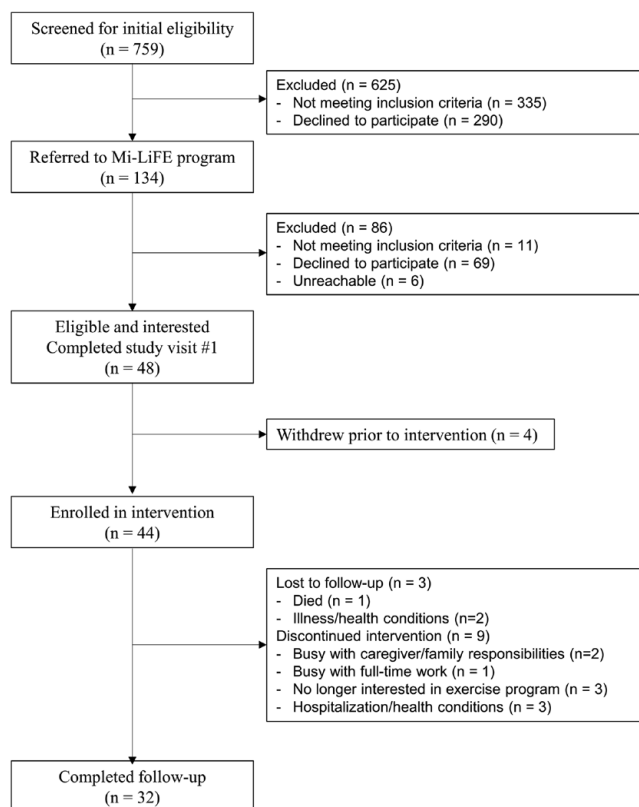 Screened for initial eligibility
(n = 759)
Excluded (n = 625)
- Not meeting inclusion criteria (n = 335)
- Declined to participate (n = 290)
Referred to Mi-LiFE program
(n = 134)
Excluded (n = 86)
- Not meeting inclusion criteria (n = 11)
- Declined to participate (n = 69)
- Unreachable (n = 6)
Eligible and interested
Completed study visit #1
(n = 48)
Withdrew prior to intervention (n = 4)
Enrolled in intervention
(n = 44)
Lost to follow-up (n = 3)
- Died (n = 1)
- Illness/health conditions (n=2)
Discontinued intervention (n = 9)
- Busy with caregiver/family responsibilities (n=2)
- Busy with full-time work (n = 1)
- No longer interested in exercise program (n = 3)
- Hospitalization/health conditions (n = 3)
Completed follow-up
(n = 32)